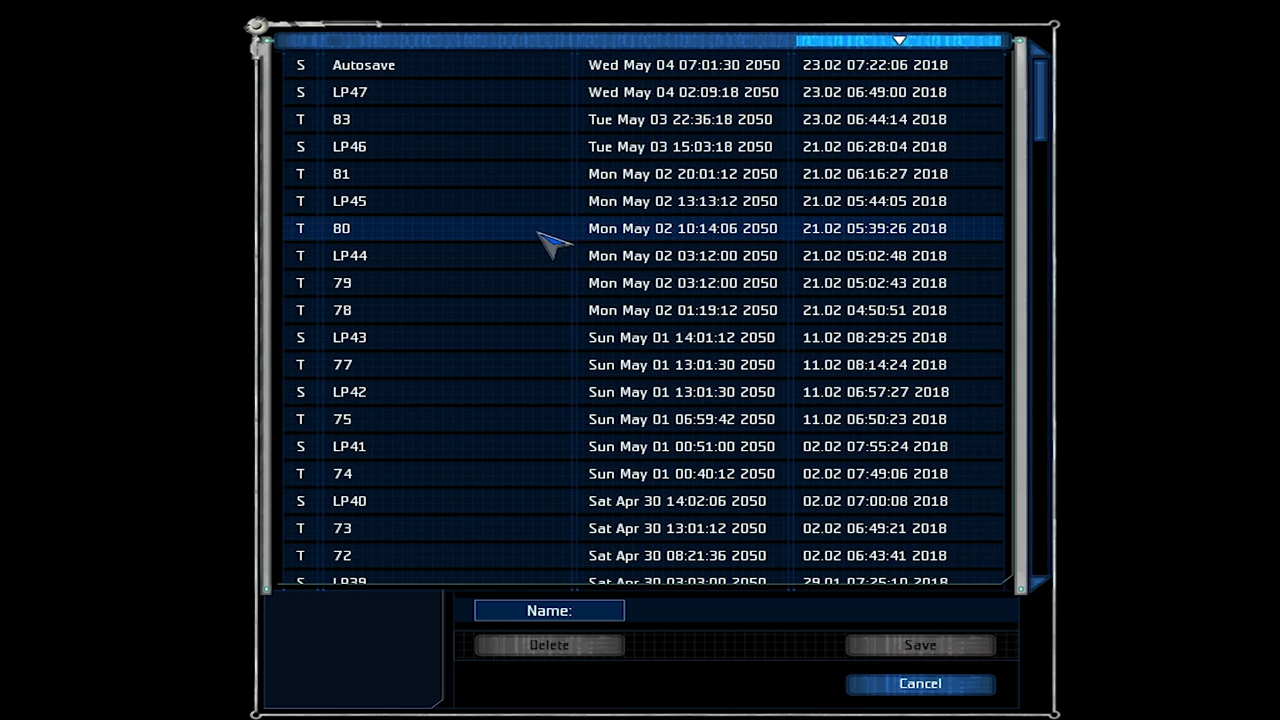 S Autosave Wed May 04 07:01:30 2050 23.02 07:22:06 2018
S LP47 Wed May 04 02:09:18 2050 23.02 06:49:00 2018
T 83 Tue May 03 22:36:18 2050 23.02 06:44:14 2018
S LP46 Tue May 03 15:03:18 2050 21.02 06:28:04 2018
T 81 Mon May 02 20:01:12 2050 21.02 06:16:27 2018
T LP45 Mon May 02 13:13:12 2050 21.02 05:44:05 2018
T 80 Mon May 02 10:14:06 2050 21.02 05:39:26 2018
T LP44 Mon May 02 03:12:00 2050 21.02 05:02:48 2018
T 79 Mon May 02 03:12:00 2050 21.02 05:02:43 2018
T 78 Mon May 02 01:19:12 2050 21.02 04:50:51 2018
S LP43 Sun May 01 14:01:12 2050 11.02 08:29:25 2018
T 77 Sun May 01 13:01:30 2050 11.02 08:14:24 2018
S LP42 Sun May 01 13:01:30 2050 11.02 06:57:27 2018
T 75 Sun May 01 06:59:42 2050 11.02 06:50:23 2018
S LP41 Sun May 01 00:51:00 2050 02.02 07:55:24 2018
T 74 Sun May 01 00:40:12 2050 02.02 07:49:06 2018
S LP40 Sat Apr 30 14:02:06 2050 02.02 07:00:08 2018
T 73 Sat Apr 30 13:01:12 2050 02.02 06:49:21 2018
T 72 Sat Apr 30 08:21:36 2050 02.02 06:43:41 2018
S LP39 Sat Apr 30 03:03:00 2050 29.01 07:25:10 2018
Name:
Delete Save
Cancel